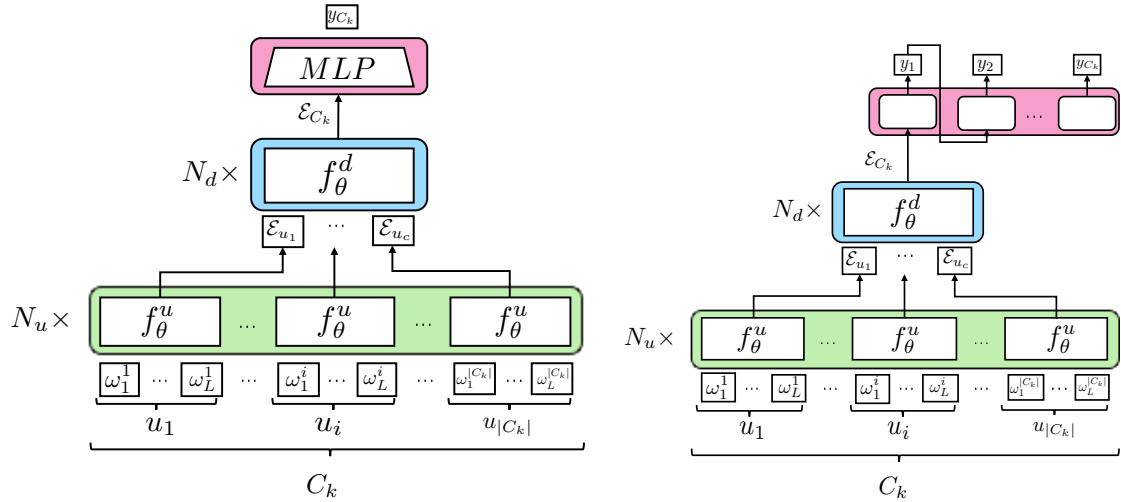 y_{C_k}
MLP
ℰ_{C_k}
N_d× f_θ^d
ℰ_{u_1} ... ℰ_{u_c}
N_u× f_θ^u ... f_θ^u ... f_θ^u
ω_1^1 ... ω_L^1 ... ω_1^i ... ω_L^i ... ω_1^{|C_k|} ... ω_L^{|C_k|}
u_1 u_i u_{|C_k|}
C_k
y_1 y_2 y_{C_k}
...
ℰ_{C_k}
N_d× f_θ^d
ℰ_{u_1} ... ℰ_{u_c}
N_u× f_θ^u ... f_θ^u ... f_θ^u
ω_1^1 ... ω_L^1 ... ω_1^i ... ω_L^i ... ω_1^{|C_k|} ... ω_L^{|C_k|}
u_1 u_i u_{|C_k|}
C_k